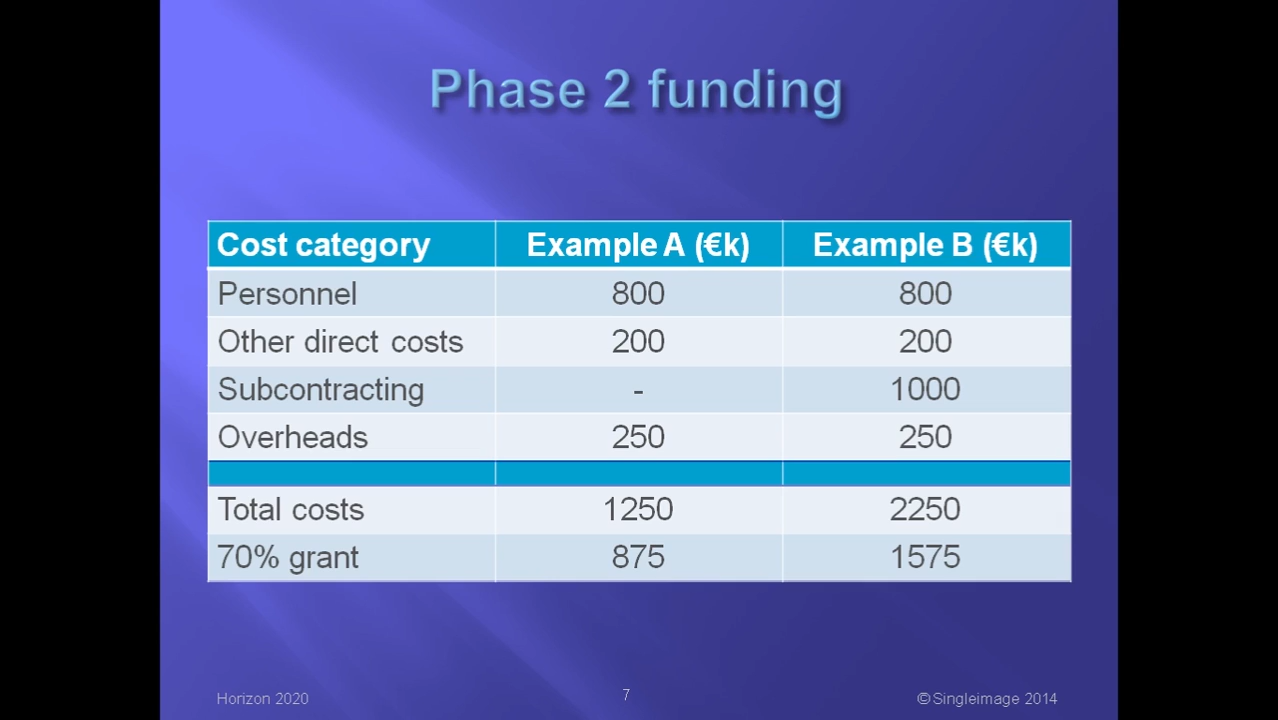 Phase 2 funding
Cost category Example A (€k) Example B (€k)
Personnel 800 800
Other direct costs 200 200
Subcontracting - 1000
Overheads 250 250
Total costs 1250 2250
70% grant 875 1575
Horizon 2020 7 © Singleimage 2014